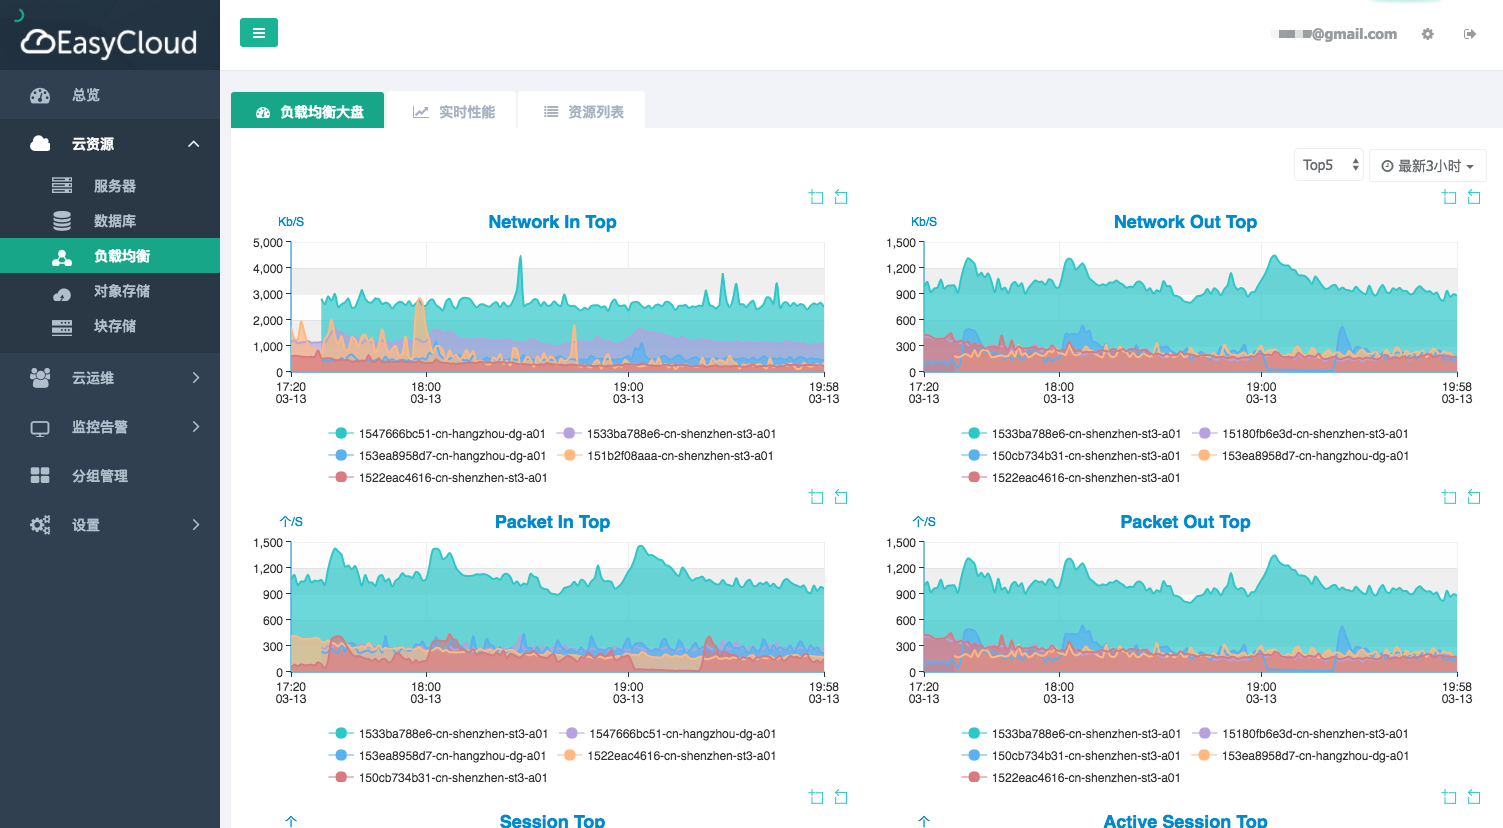 EasyCloud
@gmail.com
总览
云资源
服务器
数据库
负载均衡
对象存储
块存储
云运维
监控告警
分组管理
设置
负载均衡大盘
实时性能
资源列表
Top5
最新3小时
Kb/S
Network In Top
5,000
4,000
3,000
2,000
1,000
0
17:20 18:00 19:00 19:58
03-13 03-13 03-13 03-13
1547666bc51-cn-hangzhou-dg-a01 1533ba788e6-cn-shenzhen-st3-a01
153ea8958d7-cn-hangzhou-dg-a01 151b2f08aaa-cn-shenzhen-st3-a01
1522eac4616-cn-shenzhen-st3-a01
Kb/S
Network Out Top
1,500
1,200
900
600
300
0
17:20 18:00 19:00 19:58
03-13 03-13 03-13 03-13
1533ba788e6-cn-shenzhen-st3-a01 15180fb6e3d-cn-shenzhen-st3-a01
150cb734b31-cn-shenzhen-st3-a01 153ea8958d7-cn-hangzhou-dg-a01
1522eac4616-cn-shenzhen-st3-a01
个/S
Packet In Top
1,500
1,200
900
600
300
0
17:20 18:00 19:00 19:58
03-13 03-13 03-13 03-13
1533ba788e6-cn-shenzhen-st3-a01 1547666bc51-cn-hangzhou-dg-a01
153ea8958d7-cn-hangzhou-dg-a01 1522eac4616-cn-shenzhen-st3-a01
150cb734b31-cn-shenzhen-st3-a01
个/S
Packet Out Top
1,500
1,200
900
600
300
0
17:20 18:00 19:00 19:58
03-13 03-13 03-13 03-13
1533ba788e6-cn-shenzhen-st3-a01 15180fb6e3d-cn-shenzhen-st3-a01
150cb734b31-cn-shenzhen-st3-a01 153ea8958d7-cn-hangzhou-dg-a01
1522eac4616-cn-shenzhen-st3-a01
个
Session Top
个
Active Session Top